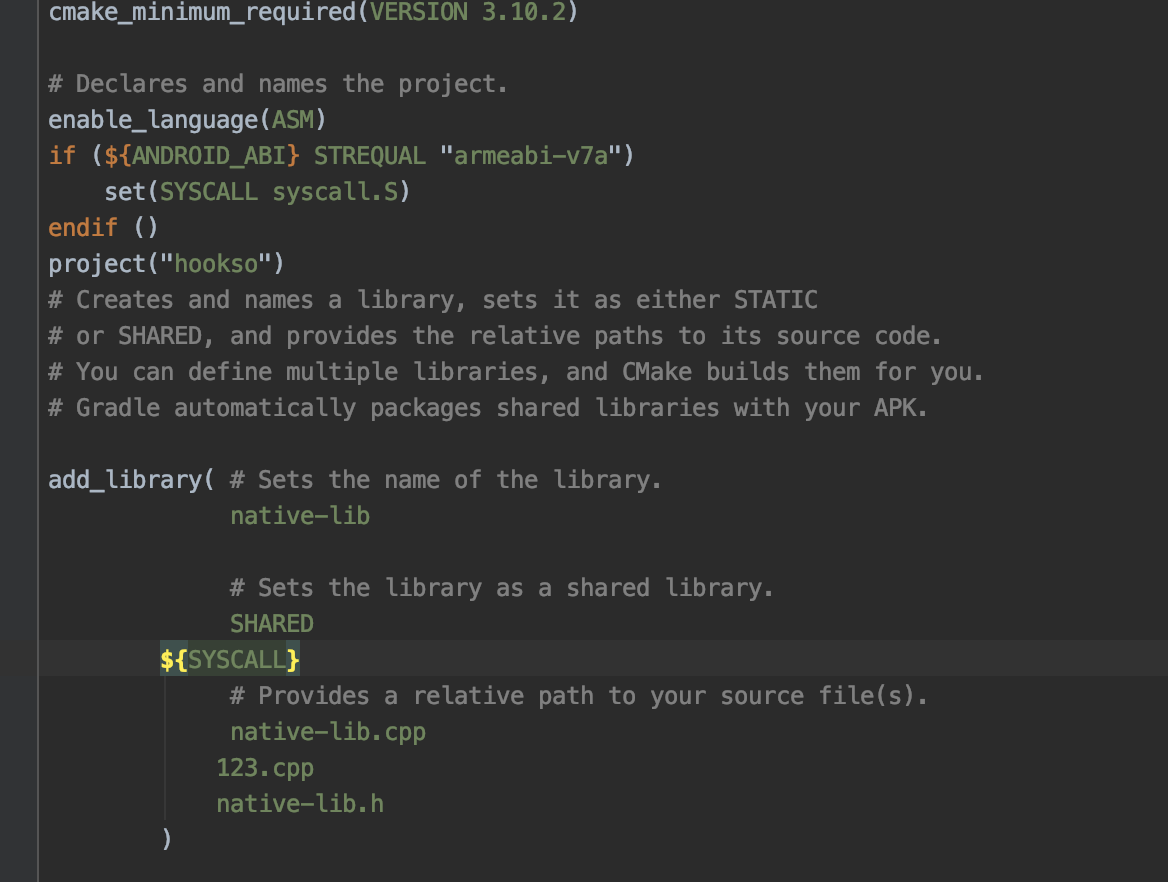 cmake_minimum_required(VERSION 3.10.2)
# Declares and names the project.
enable_language(ASM)
if (${ANDROID_ABI} STREQUAL "armeabi-v7a")
    set(SYSCALL syscall.S)
endif ()
project("hookso")
# Creates and names a library, sets it as either STATIC
# or SHARED, and provides the relative paths to its source code.
# You can define multiple libraries, and CMake builds them for you.
# Gradle automatically packages shared libraries with your APK.
add_library( # Sets the name of the library.
             native-lib
             # Sets the library as a shared library.
             SHARED
        ${SYSCALL}
             # Provides a relative path to your source file(s).
             native-lib.cpp
            123.cpp
            native-lib.h
        )